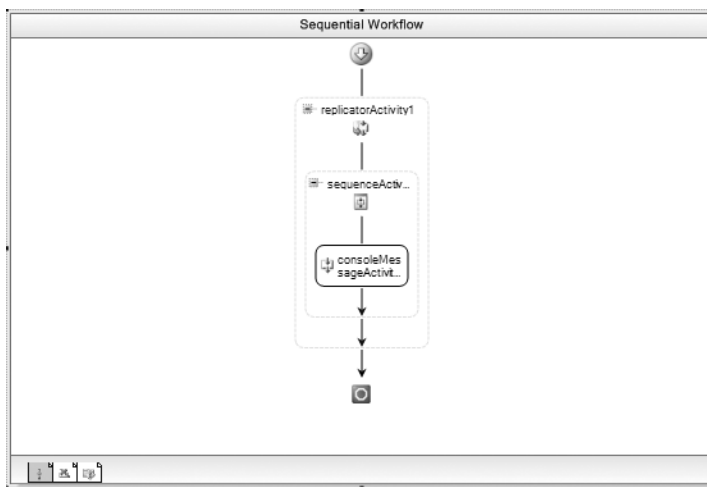 Sequential Workflow
replicatorActivity1
sequenceActiv...
consoleMes
sageActivit...